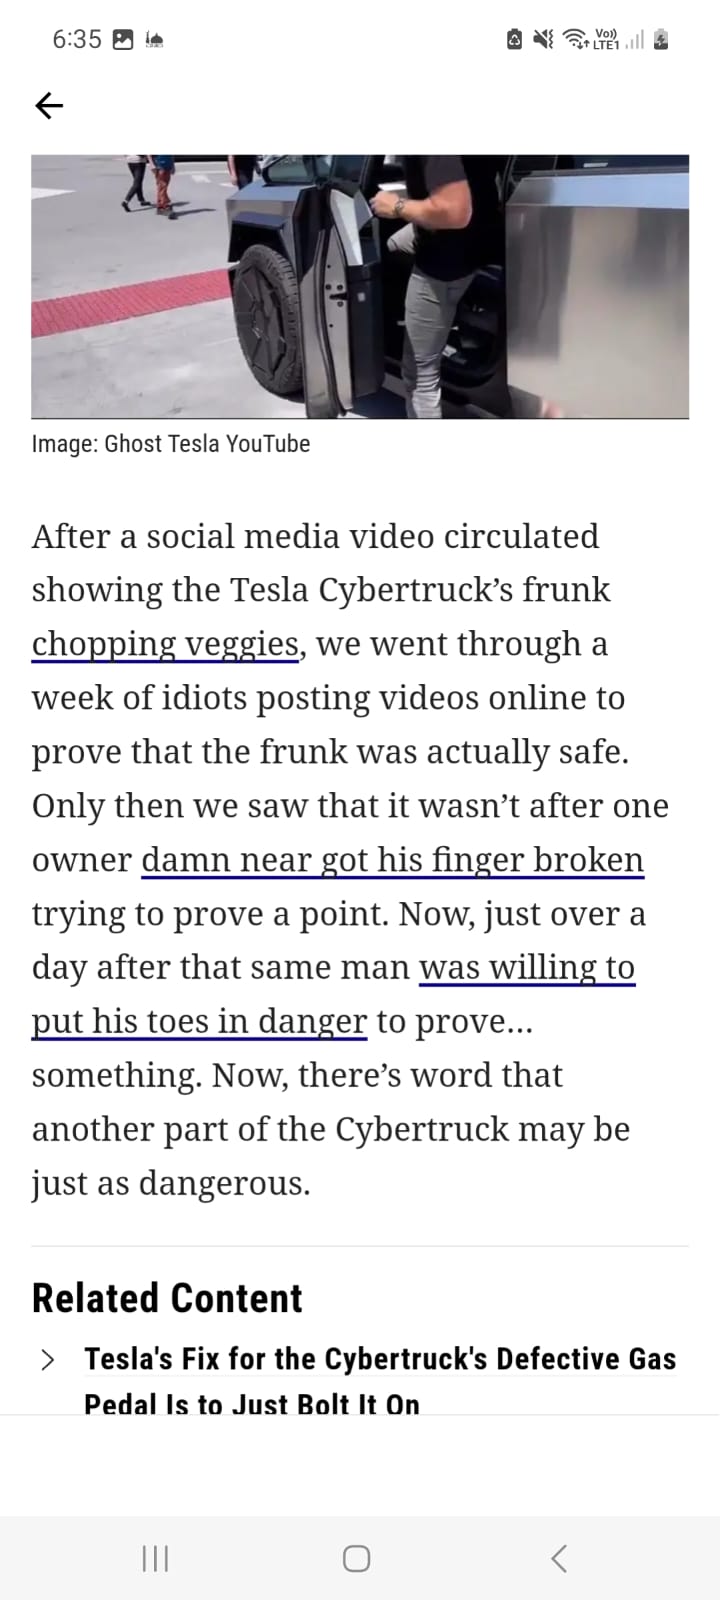 6:35
Vo))
LTE1
Image: Ghost Tesla YouTube
After a social media video circulated
showing the Tesla Cybertruck’s frunk
chopping veggies, we went through a
week of idiots posting videos online to
prove that the frunk was actually safe.
Only then we saw that it wasn’t after one
owner damn near got his finger broken
trying to prove a point. Now, just over a
day after that same man was willing to
put his toes in danger to prove…
something. Now, there’s word that
another part of the Cybertruck may be
just as dangerous.
Related Content
Tesla's Fix for the Cybertruck's Defective Gas
Pedal Is to Just Bolt It On